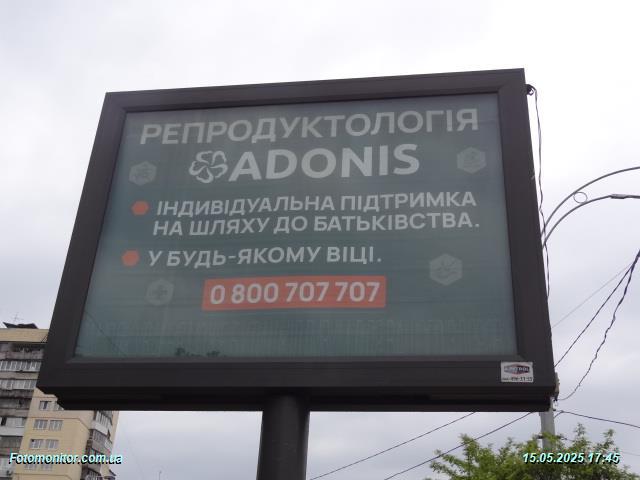 РЕПРОДУКТОЛОГІЯ
ADONIS
ІНДИВІДУАЛЬНА ПІДТРИМКА
НА ШЛЯХУ ДО БАТЬКІВСТВА.
У БУДЬ-ЯКОМУ ВІЦІ.
0 800 707 707
Fotomonitor.com.ua
15.05.2025 17:45